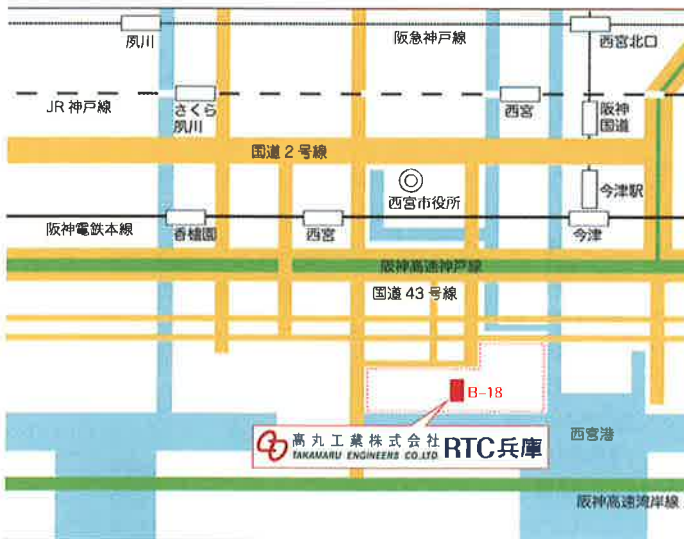 夙川
阪急神戸線
西宮北口
JR 神戸線
さくら
夙川
西宮
阪神
国道
国道 2 号線
西宮市役所
今津駅
阪神電鉄本線
香櫨園
西宮
今津
阪神高速神戸線
国道 43 号線
B-18
高丸工業株式会社
TAKAMARU ENGINEERS CO.,LTD.
RTC兵庫
西宮港
阪神高速湾岸線